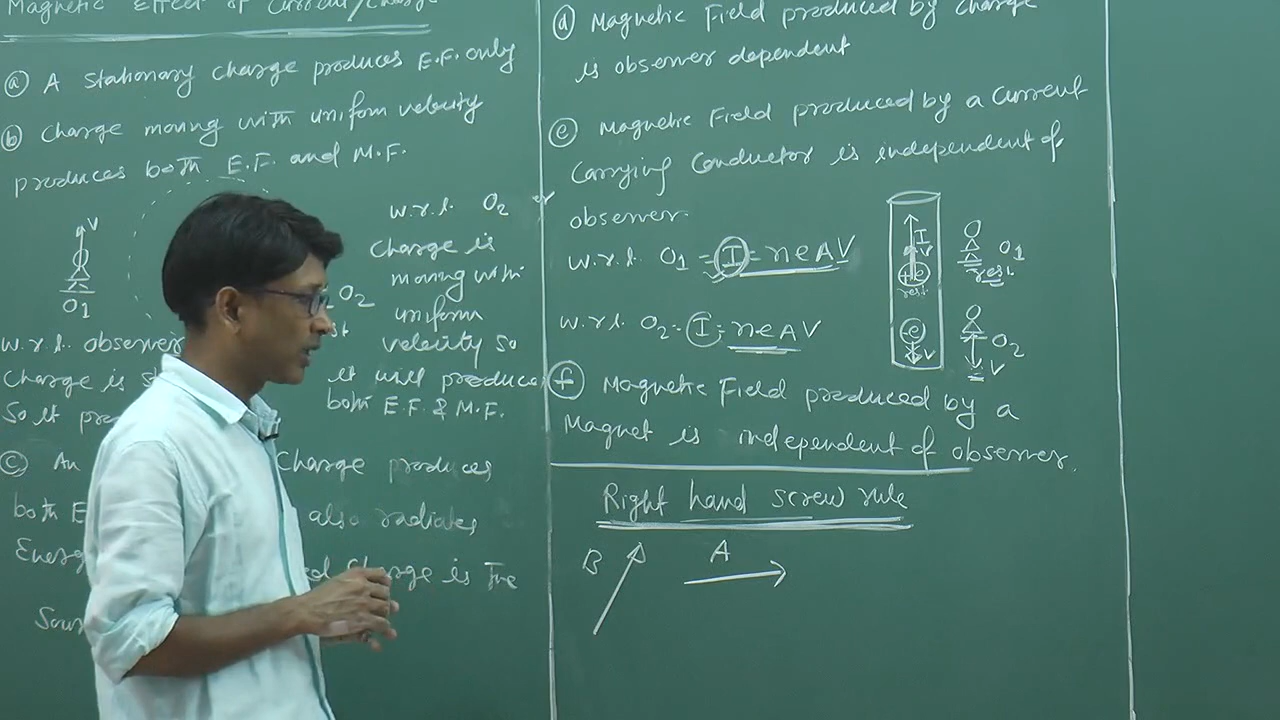 Magnetic Effect of Current/Charge
ⓐ A stationary charge produces E.F. only
ⓑ Charge moving with uniform velocity
produces both E.F. and M.F.
V
O1
O2
w.r.t. O2
Charge is
moving with
uniform
velocity so
it will produce
both E.F. & M.F.
w.r.t. observer
Charge is
So it
ⓒ An Charge produces
both E also radiates
Energy Charge is the
ⓓ Magnetic Field produced by charge
is observer dependent
ⓔ Magnetic Field produced by a Current
Carrying Conductor is independent of
observer.
w.r.t. O1 = I = neAV
w.r.t. O2 = I = neAV
I
V
+e
rest.
-e
V
O1
rest.
O2
V
ⓕ Magnetic Field produced by a
Magnet is independent of observer.
Right hand screw rule
B
A